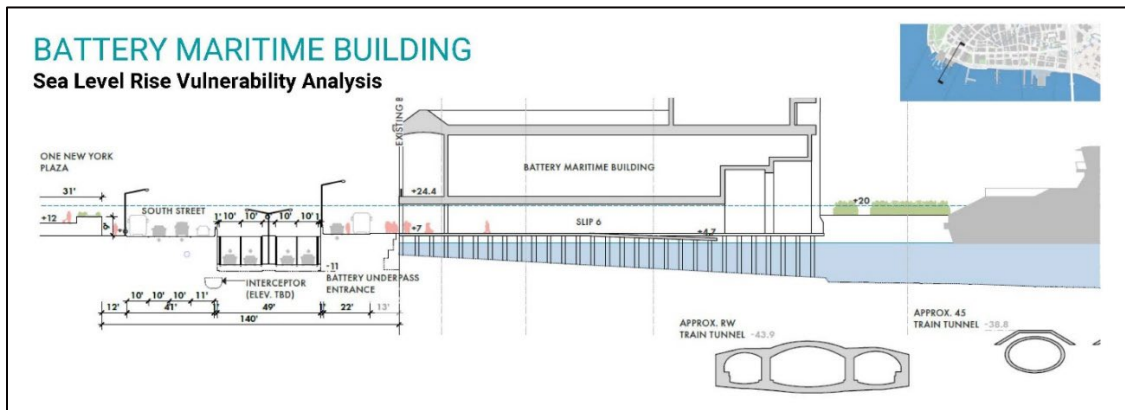 BATTERY MARITIME BUILDING
Sea Level Rise Vulnerability Analysis
EXISTING B
ONE NEW YORK
PLAZA
BATTERY MARITIME BUILDING
31'
+24.4
+20
+12
SOUTH STREET
1' 10' 10' 10' 10' 1'
SLIP 6
+7
+4.7
-11
BATTERY UNDERPASS
ENTRANCE
INTERCEPTOR
(ELEV. TBD)
10' 10' 10' 11'
12' 41' 1' 49' 1' 22' 13'
140'
APPROX. RW
TRAIN TUNNEL -43.9
APPROX. 45
TRAIN TUNNEL -38.8